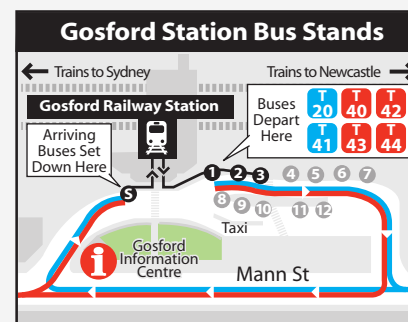 Gosford Station Bus Stands
Trains to Sydney
Trains to Newcastle
Gosford Railway Station
Buses
Depart
Here
T
20
T
40
T
42
T
41
T
43
T
44
Arriving
Buses Set
Down Here
S
1
2
3
4
5
6
7
8
9
10
11
12
Taxi
i
Gosford
Information
Centre
Mann St